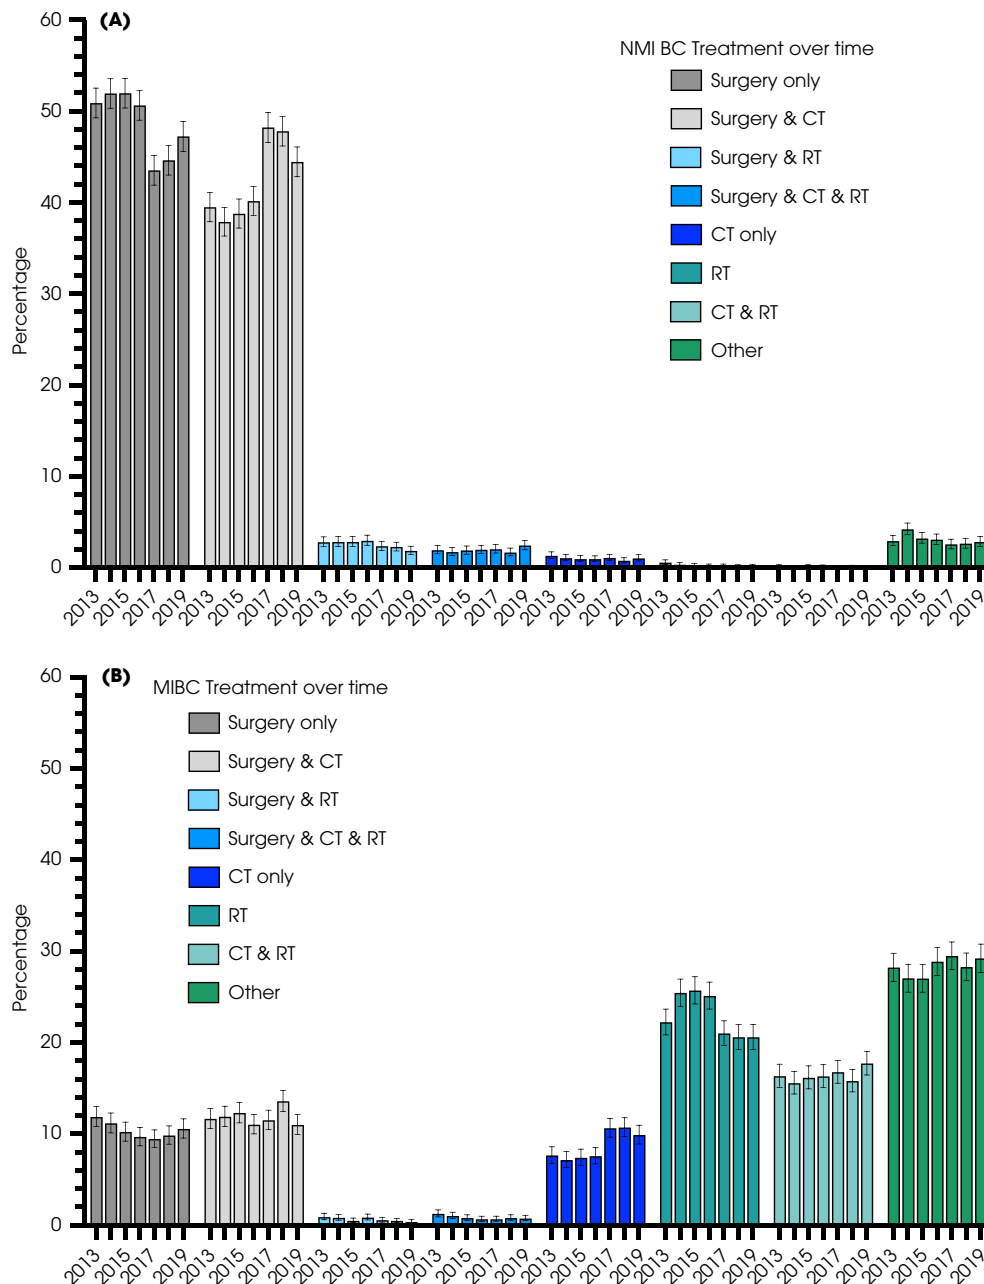 (A)
NMI BC Treatment over time
Surgery only
Surgery & CT
Surgery & RT
Surgery & CT & RT
CT only
RT
CT & RT
Other
Percentage
60
50
40
30
20
10
0
2013 2015 2017 2019 2013 2015 2017 2019 2013 2015 2017 2019 2013 2015 2017 2019 2013 2015 2017 2019 2013 2015 2017 2019 2013 2015 2017 2019 2013 2015 2017 2019
(B)
MIBC Treatment over time
Surgery only
Surgery & CT
Surgery & RT
Surgery & CT & RT
CT only
RT
CT & RT
Other
Percentage
60
50
40
30
20
10
0
2013 2015 2017 2019 2013 2015 2017 2019 2013 2015 2017 2019 2013 2015 2017 2019 2013 2015 2017 2019 2013 2015 2017 2019 2013 2015 2017 2019 2013 2015 2017 2019